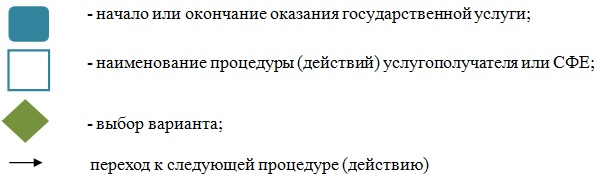 - начало или окончание оказания государственной услуги;
- наименование процедуры (действий) услугополучателя или СФЕ;
- выбор варианта;
переход к следующей процедуре (действию)